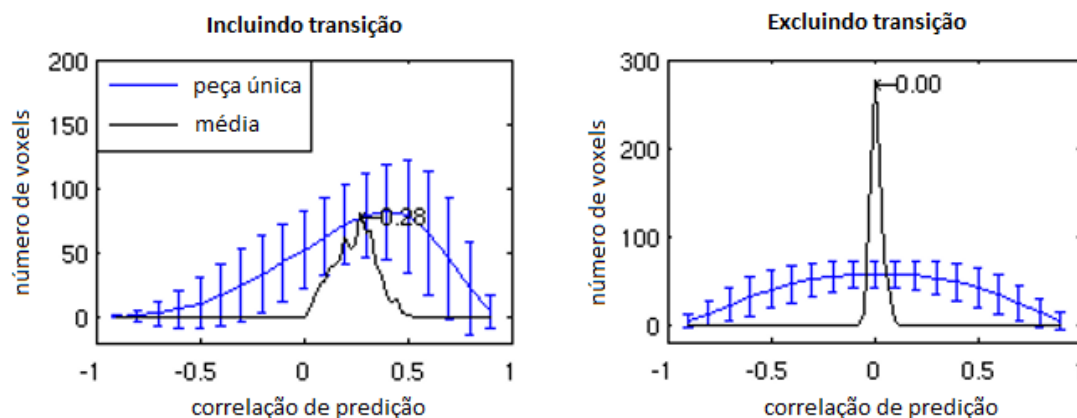 Incluindo transição
200
150
100
50
0
-1
-0.5
0
0.5
1
número de voxels
correlação de predição
peça única
média
0.28
Excluindo transição
300
200
100
0
-1
-0.5
0
0.5
1
número de voxels
correlação de predição
-0.00